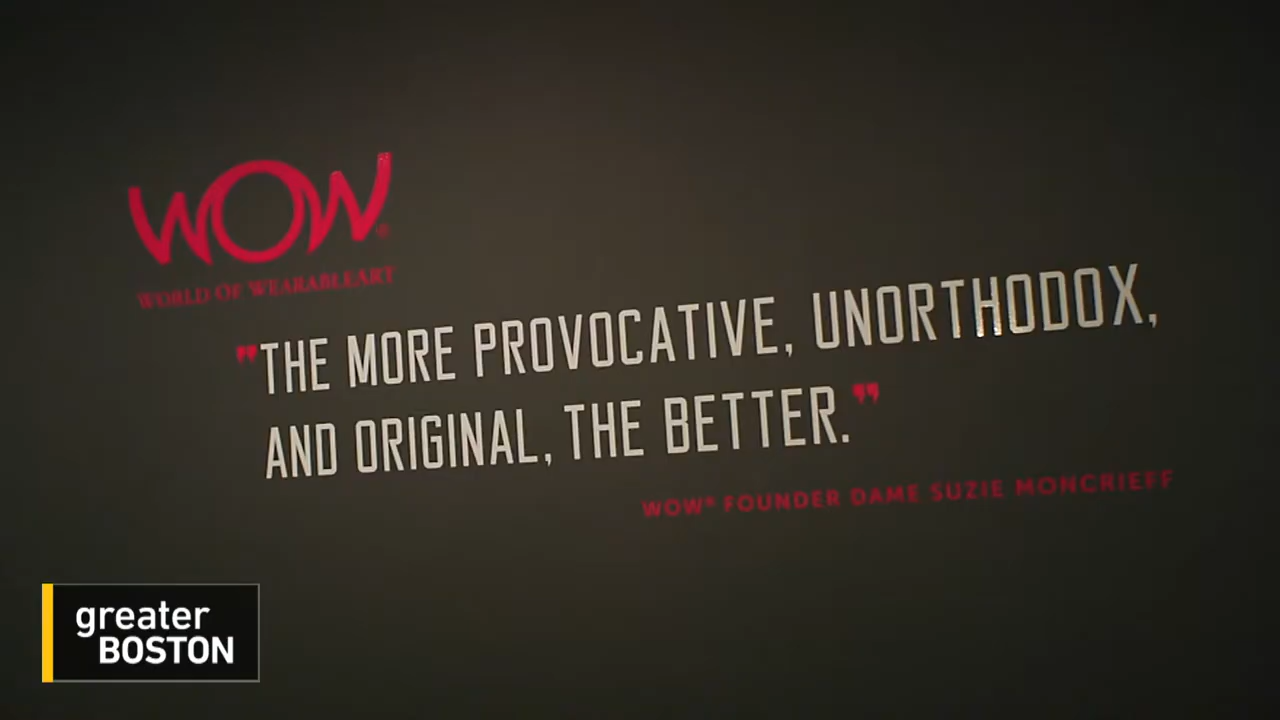 WOW®
WORLD OF WEARABLEART
"THE MORE PROVOCATIVE, UNORTHODOX,
AND ORIGINAL, THE BETTER."
WOW® FOUNDER DAME SUZIE MONCRIEFF
greater
BOSTON